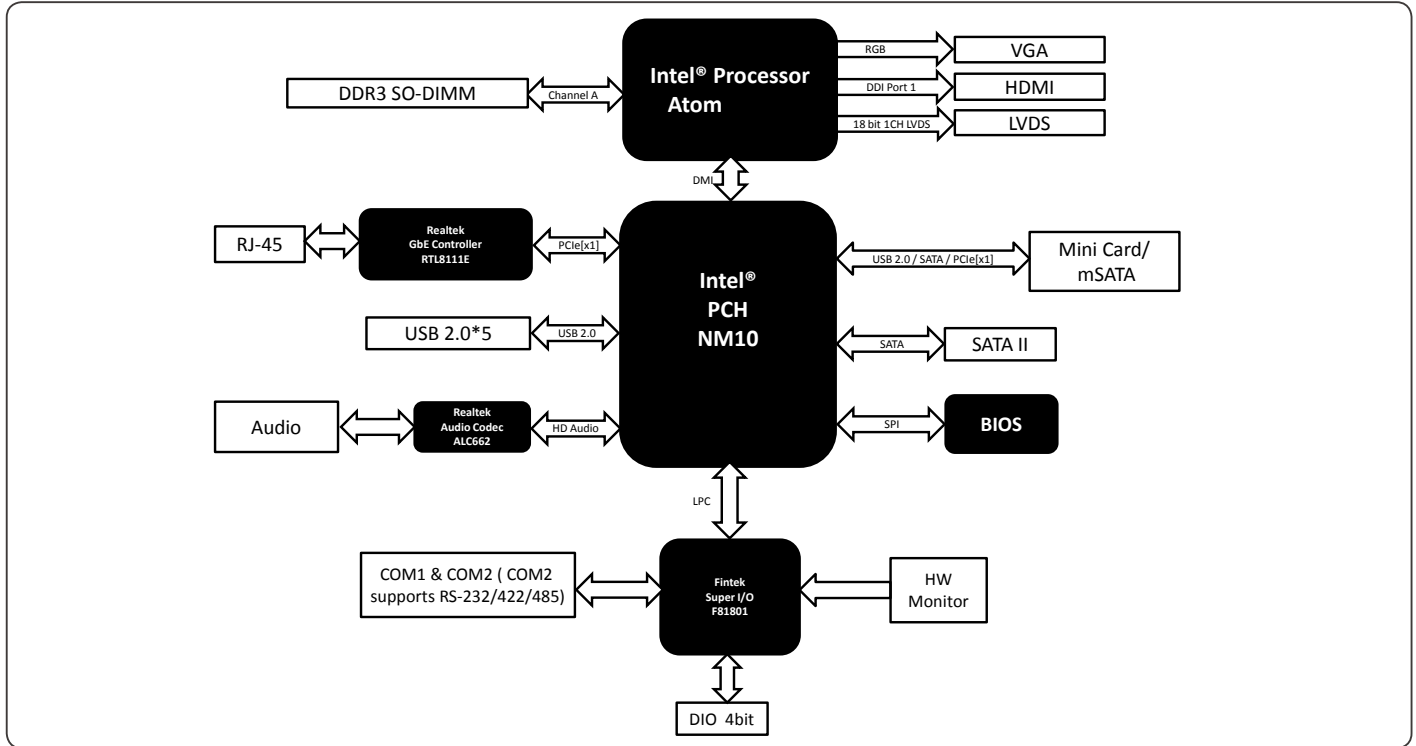 Intel® Processor
Atom
RGB
VGA
DDI Port 1
HDMI
18 bit 1CH LVDS
LVDS
DDR3 SO-DIMM
Channel A
DMI
RJ-45
Realtek
GbE Controller
RTL8111E
PCIe[x1]
Intel®
PCH
NM10
USB 2.0 / SATA / PCIe[x1]
Mini Card/
mSATA
USB 2.0*5
USB 2.0
SATA
SATA II
Audio
Realtek
Audio Codec
ALC662
HD Audio
SPI
BIOS
LPC
COM1 & COM2 ( COM2
supports RS-232/422/485)
Fintek
Super I/O
F81801
HW
Monitor
DIO 4bit